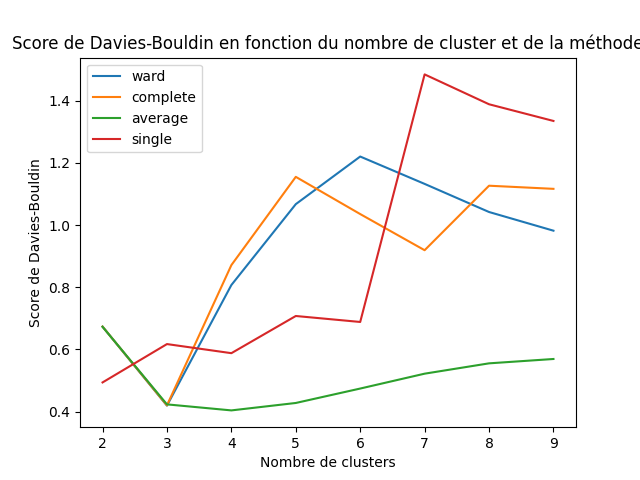 Score de Davies-Bouldin en fonction du nombre de cluster et de la méthode
ward
complete
average
single
Score de Davies-Bouldin
1.4
1.2
1.0
0.8
0.6
0.4
2 3 4 5 6 7 8 9
Nombre de clusters